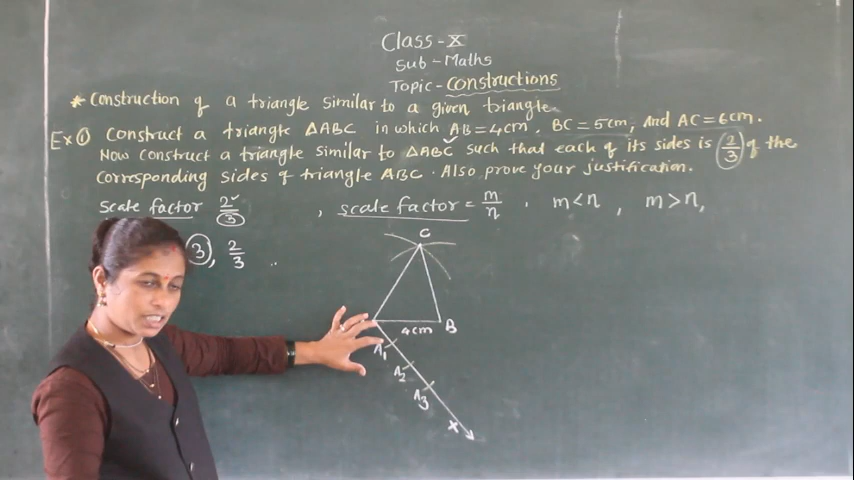 Class-X
Sub-Maths
Topic-Constructions
* Construction of a triangle similar to a given triangle.
Ex① Construct a triangle △ABC in which AB=4cm, BC=5cm, And AC=6cm.
Now construct a triangle similar to △ABC such that each of its sides is 2/3 of the
corresponding sides of triangle ABC. Also prove your justification.
Scale factor 2/3, scale factor = m/n, m<n, m>n,
3, 2/3 ..
C
4cm B
A1
A2
A3
X